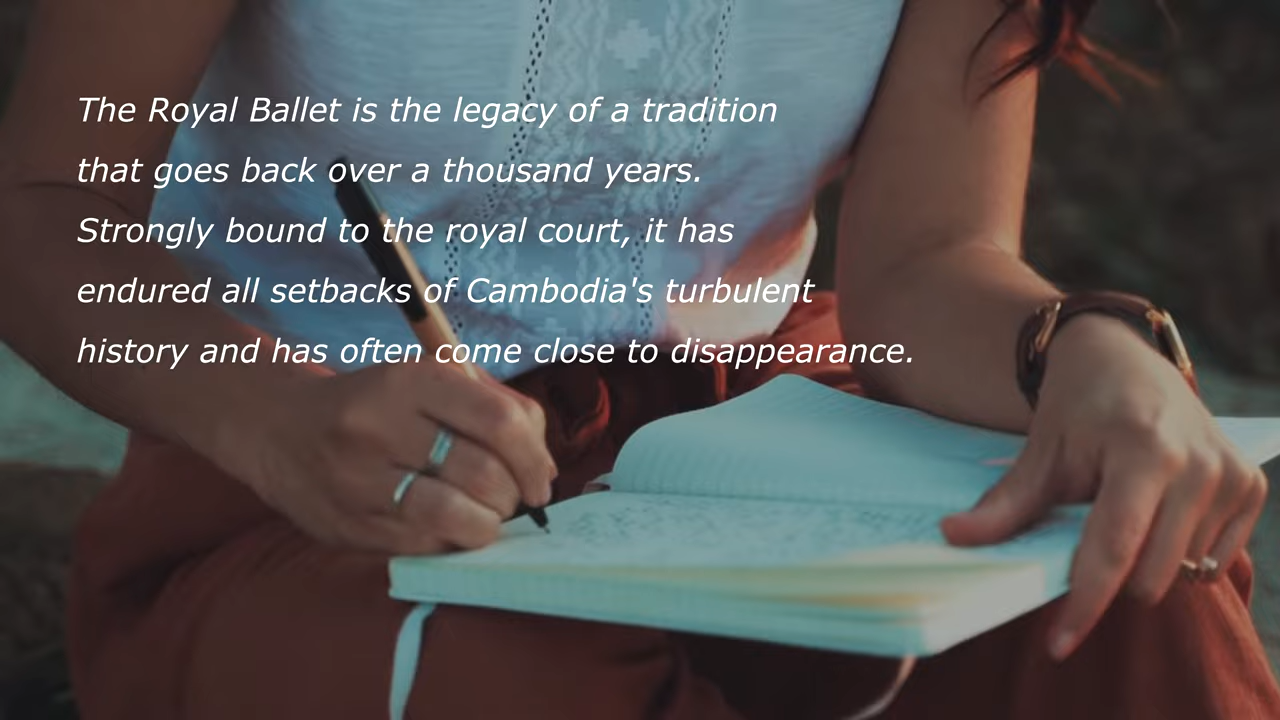 The Royal Ballet is the legacy of a tradition
that goes back over a thousand years.
Strongly bound to the royal court, it has
endured all setbacks of Cambodia's turbulent
history and has often come close to disappearance.